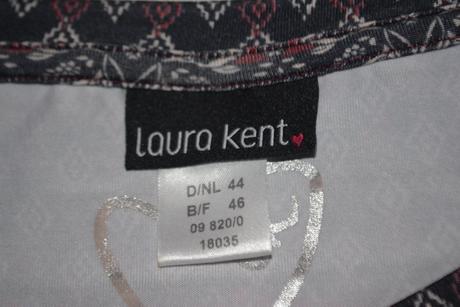 laura kent
D/NL 44
B/F 46
09 820/0
18035